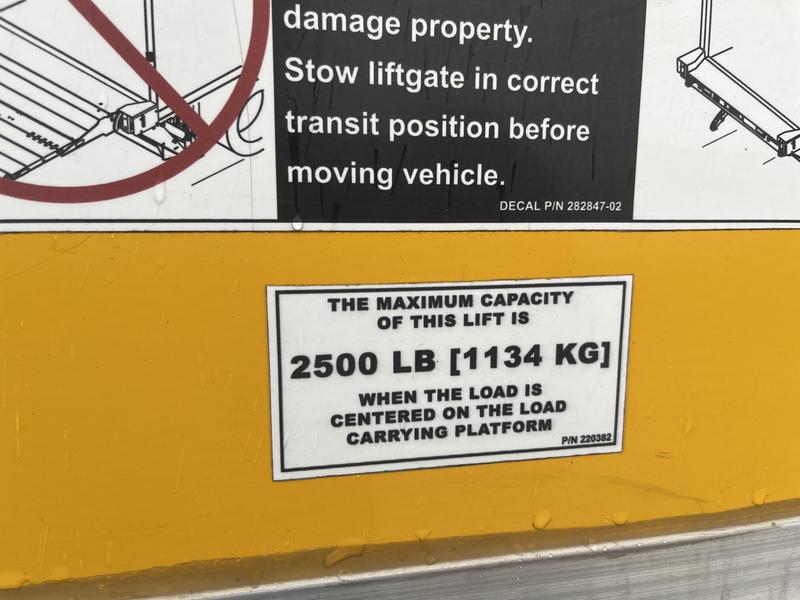 damage property.
Stow liftgate in correct
transit position before
moving vehicle.
DECAL P/N 282847-02
THE MAXIMUM CAPACITY
OF THIS LIFT IS
2500 LB [1134 KG]
WHEN THE LOAD IS
CENTERED ON THE LOAD
CARRYING PLATFORM
P/N 220382